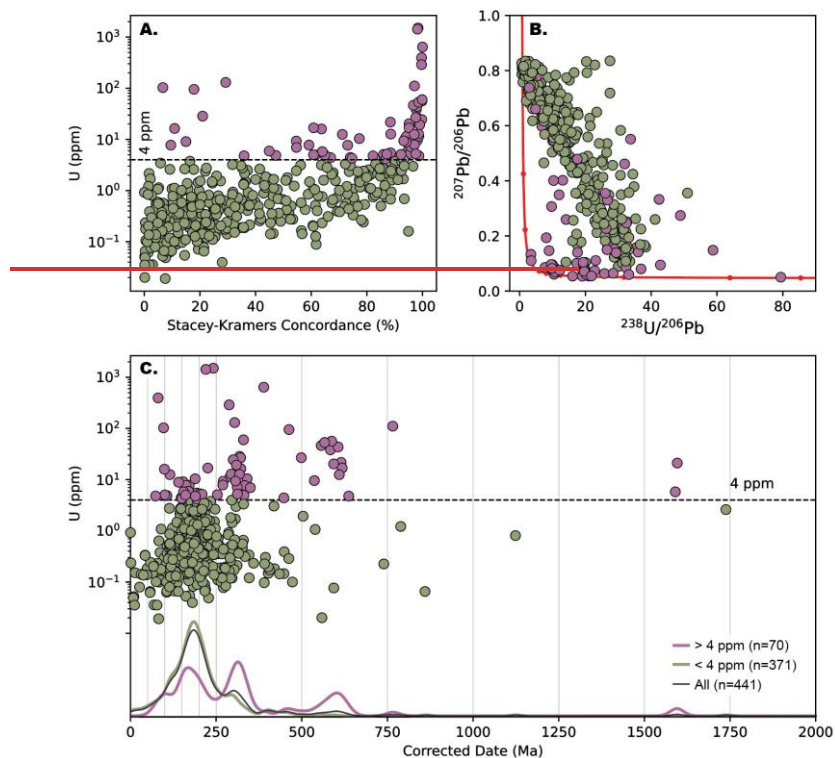 A.
10³
10²
10¹
10⁰
10⁻¹
U (ppm)
4 ppm
0 20 40 60 80 100
Stacey-Kramers Concordance (%)
B.
1.0
0.8
0.6
0.4
0.2
0.0
²⁰⁷Pb/²⁰⁶Pb
0 20 40 60 80
²³⁸U/²⁰⁶Pb
C.
10³
10²
10¹
10⁰
10⁻¹
U (ppm)
4 ppm
> 4 ppm (n=70)
< 4 ppm (n=371)
All (n=441)
0 250 500 750 1000 1250 1500 1750 2000
Corrected Date (Ma)